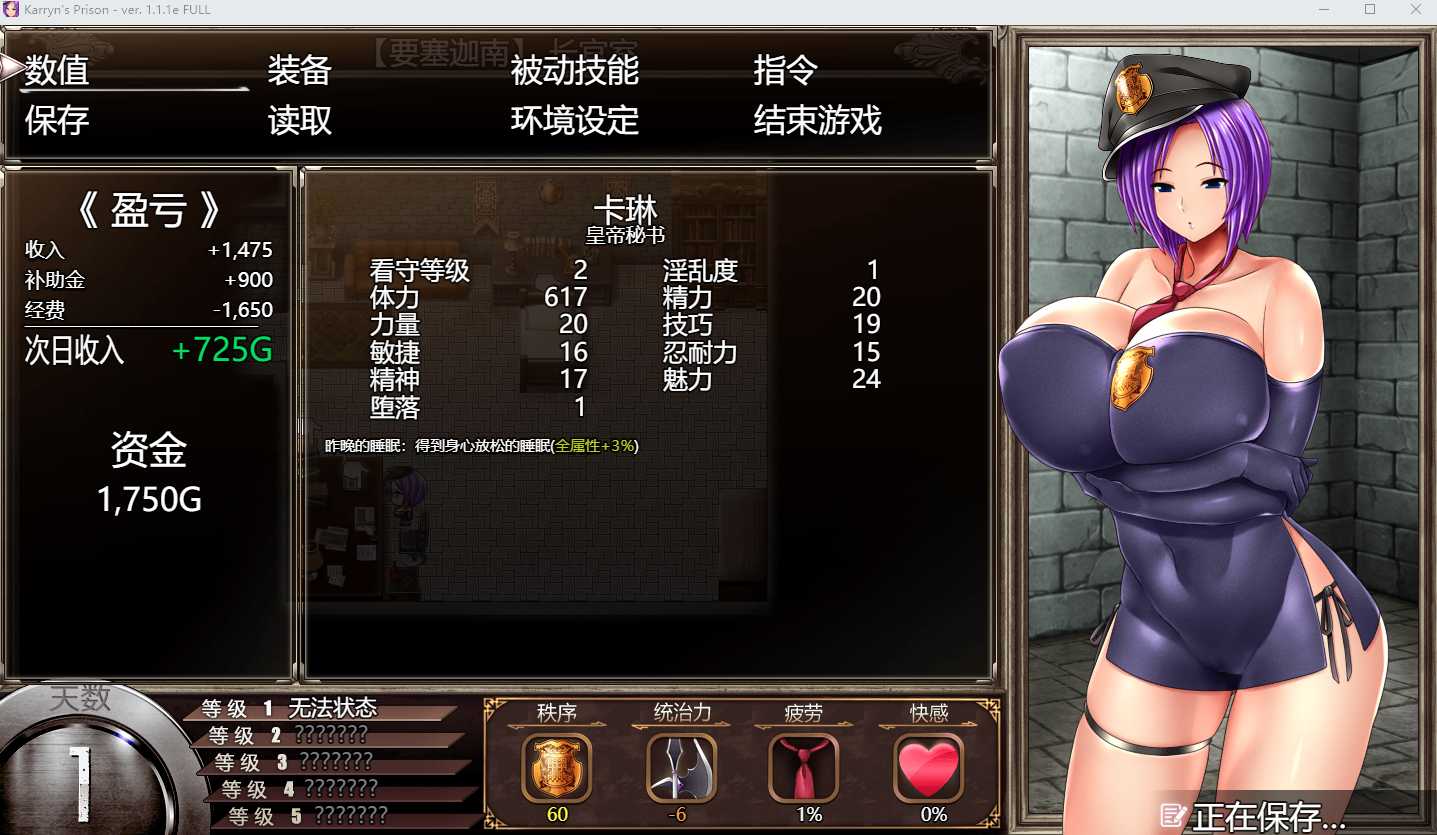 Karryn's Prison - ver. 1.1.1e FULL
【要塞迦南】 长官室
数值 装备 被动技能 指令
保存 读取 环境设定 结束游戏
《 盈亏 》
收入 +1,475
补助金 +900
经费 -1,650
次日收入 +725G
资金
1,750G
卡琳
皇帝秘书
看守等级 2 淫乱度 1
体力 617 精力 20
力量 20 技巧 19
敏捷 16 忍耐力 15
精神 17 魅力 24
堕落 1
昨晚的睡眠：得到身心放松的睡眠(全属性+3%)
天数
1
等级 1 无法状态
等级 2 ???????
等级 3 ???????
等级 4 ???????
等级 5 ???????
秩序 统治力 疲劳 快感
60 -6 1% 0%
正在保存...